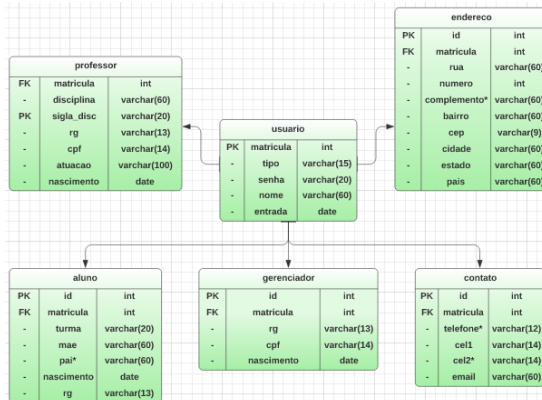 endereco
PK id int
FK matricula int
- rua varchar(60)
- numero int
- complemento* varchar(60)
- bairro varchar(60)
- cep varchar(9)
- cidade varchar(60)
- estado varchar(60)
- pais varchar(60)
professor
FK matricula int
- disciplina varchar(60)
PK sigla_disc varchar(20)
- rg varchar(13)
- cpf varchar(14)
- atuacao varchar(100)
- nascimento date
usuario
PK matricula int
- tipo varchar(15)
- senha varchar(20)
- nome varchar(60)
- entrada date
aluno
PK id int
FK matricula int
- turma varchar(20)
- mae varchar(60)
- pai* varchar(60)
- nascimento date
- rg varchar(13)
gerenciador
PK id int
FK matricula int
- rg varchar(13)
- cpf varchar(14)
- nascimento date
contato
PK id int
FK matricula int
- telefone* varchar(12)
- cel1 varchar(14)
- cel2* varchar(14)
- email varchar(60)